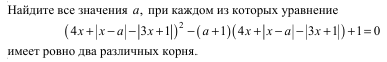 Найдите все значения a, при каждом из которых уравнение
(4x+|x−a|−|3x+1|)² −(a+1)(4x+|x−a|−|3x+1|)+1=0
имеет ровно два различных корня.